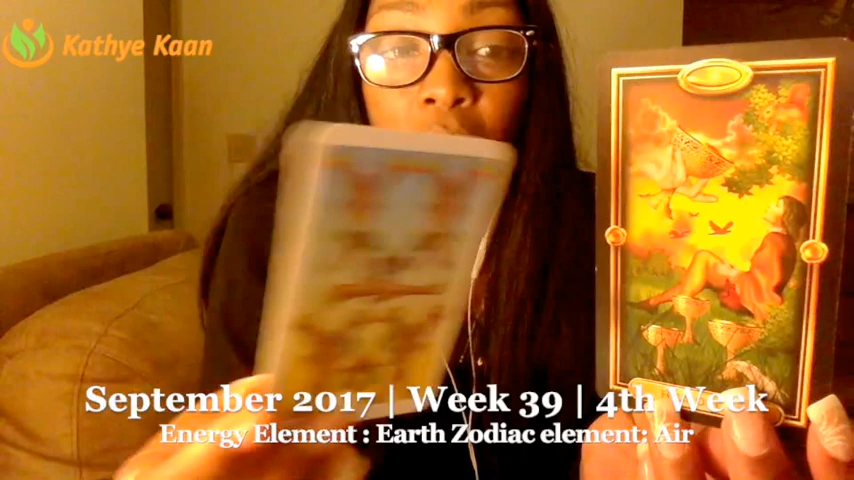 Kathye Kaan
September 2017 | Week 39 | 4th Week
Energy Element : Earth Zodiac element: Air